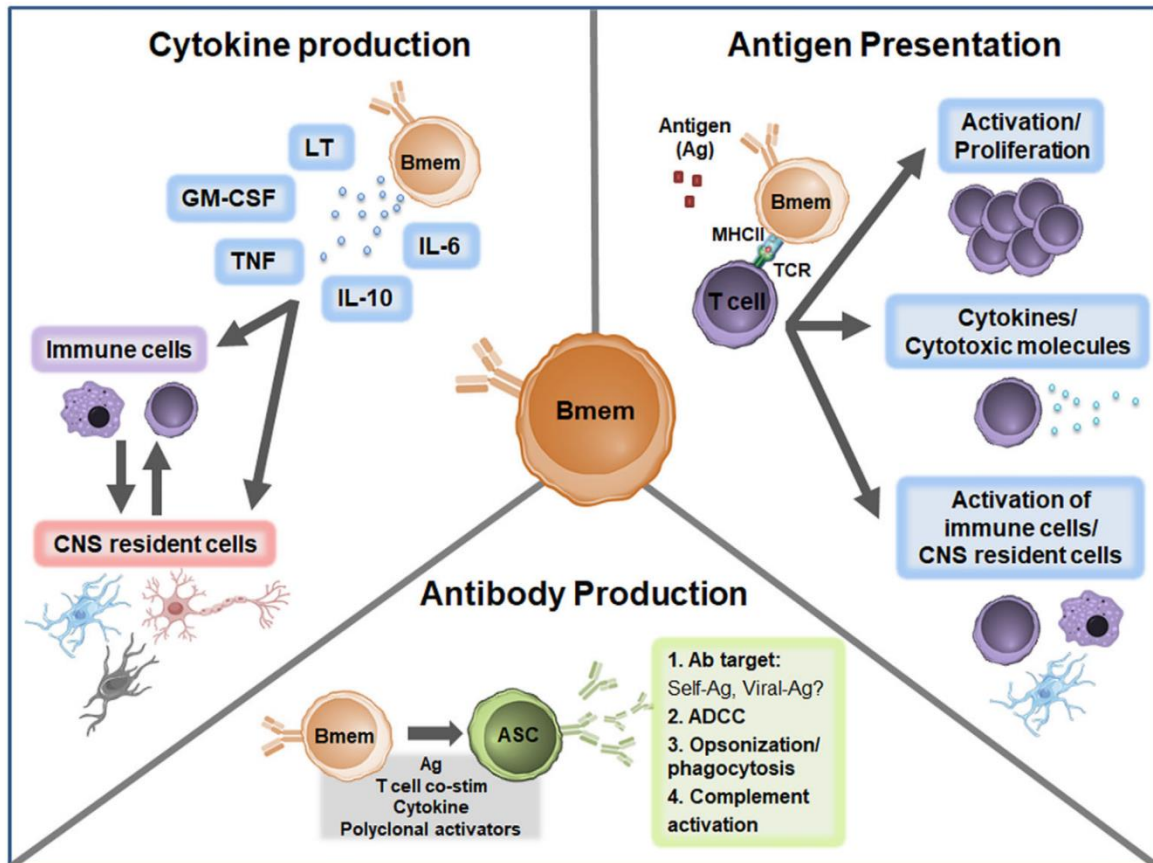 Cytokine production
LT
Bmem
GM-CSF
TNF
IL-6
IL-10
Immune cells
CNS resident cells
Antigen Presentation
Antigen
(Ag)
Bmem
MHCII
TCR
T cell
Activation/
Proliferation
Cytokines/
Cytotoxic molecules
Activation of
immune cells/
CNS resident cells
Bmem
Antibody Production
Bmem
ASC
Ag
T cell co-stim
Cytokine
Polyclonal activators
1. Ab target:
Self-Ag, Viral-Ag?
2. ADCC
3. Opsonization/
phagocytosis
4. Complement
activation